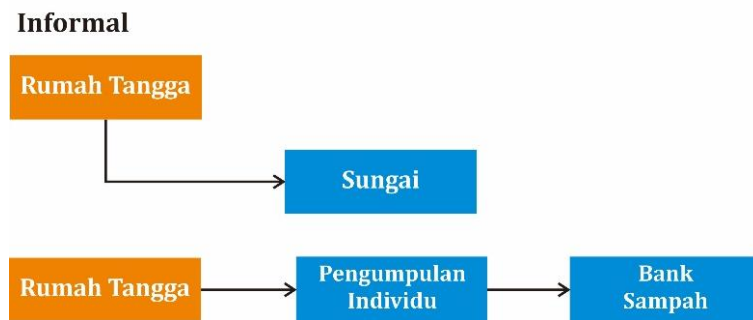 Informal
Rumah Tangga
Sungai
Rumah Tangga
Pengumpulan
Individu
Bank
Sampah